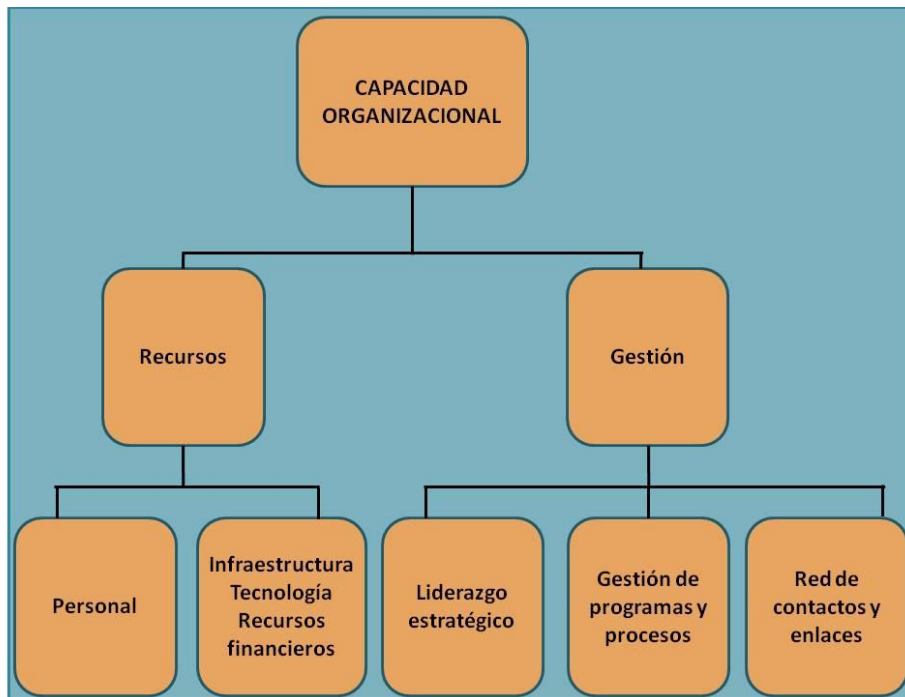 CAPACIDAD
ORGANIZACIONAL
Recursos
Gestión
Personal
Infraestructura
Tecnología
Recursos
financieros
Liderazgo
estratégico
Gestión de
programas y
procesos
Red de
contactos y
enlaces